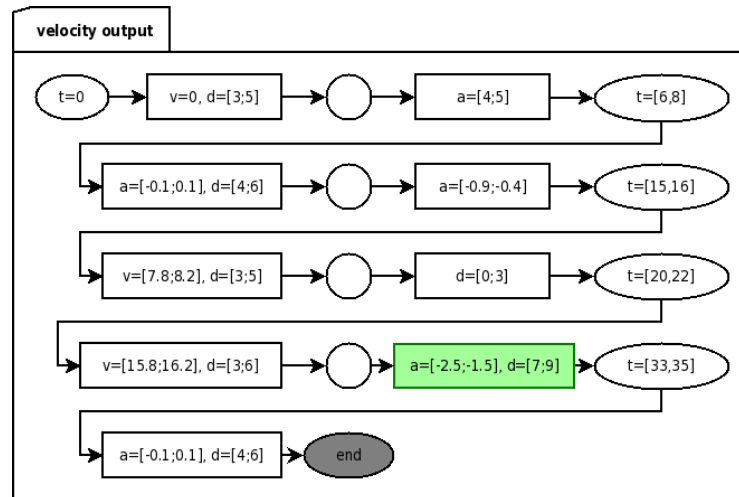 velocity output
t=0
v=0, d=[3;5]
a=[4;5]
t=[6,8]
a=[-0.1;0.1], d=[4;6]
a=[-0.9;-0.4]
t=[15,16]
v=[7.8;8.2], d=[3;5]
d=[0;3]
t=[20,22]
v=[15.8;16.2], d=[3;6]
a=[-2.5;-1.5], d=[7;9]
t=[33,35]
a=[-0.1;0.1], d=[4;6]
end